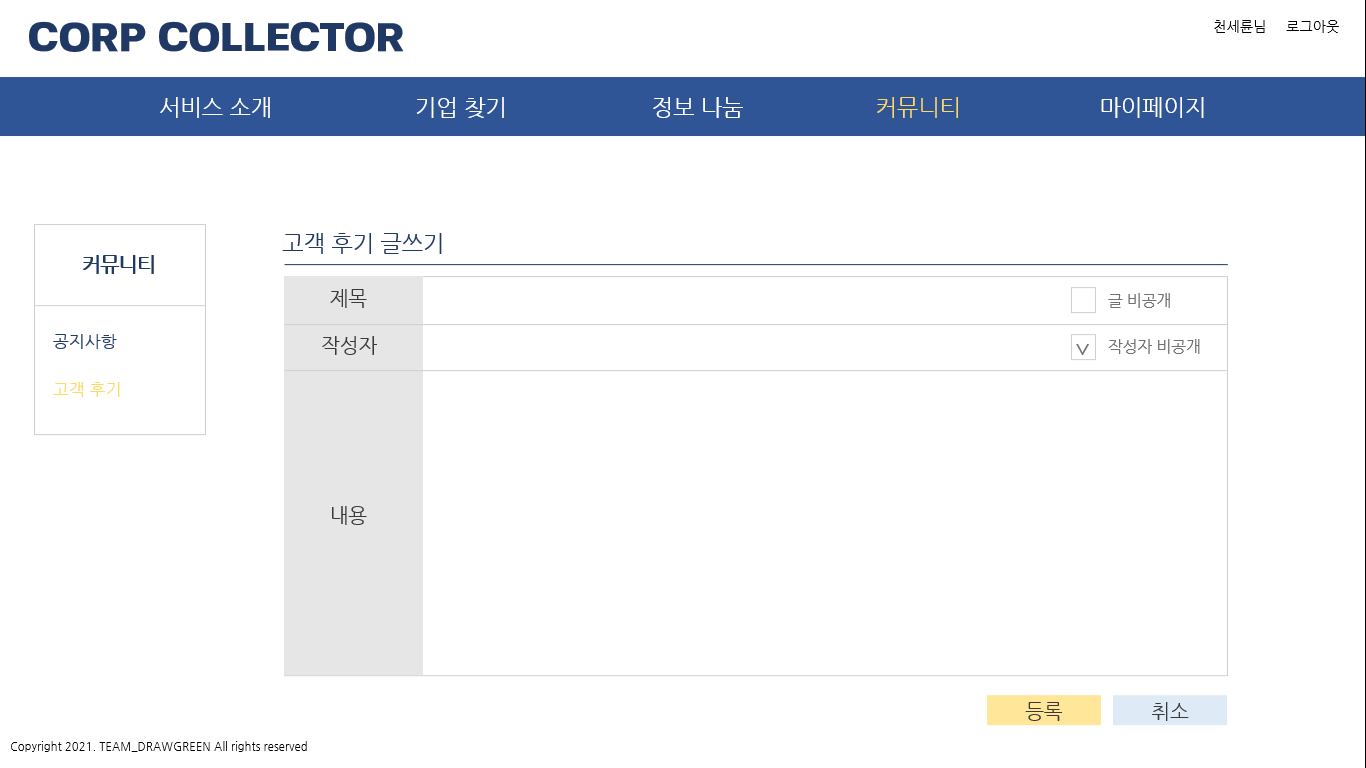 CORP COLLECTOR
천세륜님 로그아웃
서비스 소개 기업 찾기 정보 나눔 커뮤니티 마이페이지
커뮤니티
공지사항
고객 후기
고객 후기 글쓰기
제목 글 비공개
작성자 V 작성자 비공개
내용
등록 취소
Copyright 2021. TEAM_DRAWGREEN All rights reserved